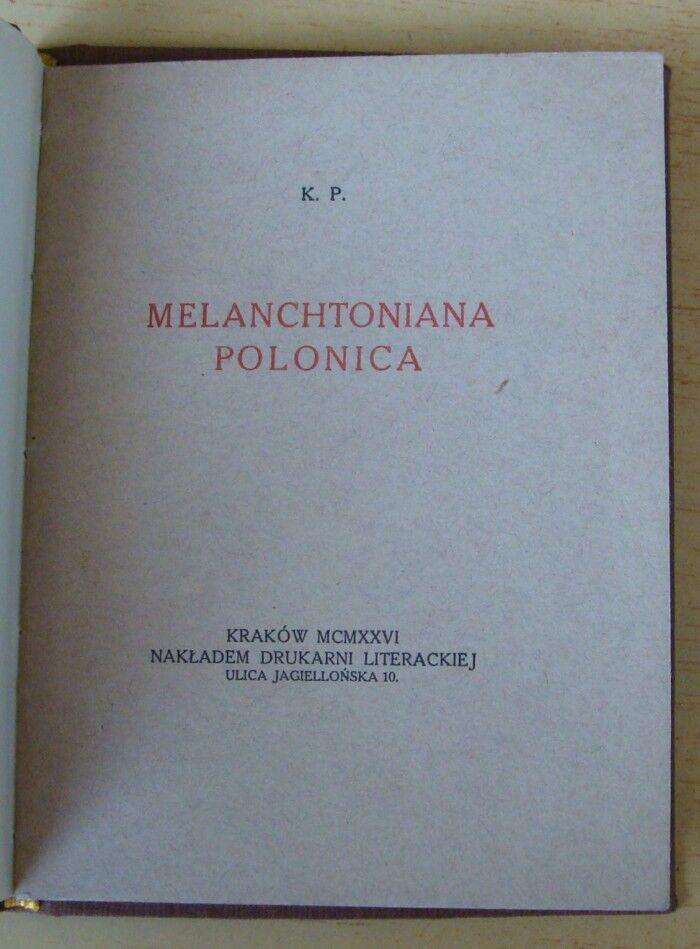 K. P.
MELANCHTONIANA
POLONICA
KRAKÓW MCMXXVI
NAKŁADEM DRUKARNI LITERACKIEJ
ULICA JAGIELLOŃSKA 10.